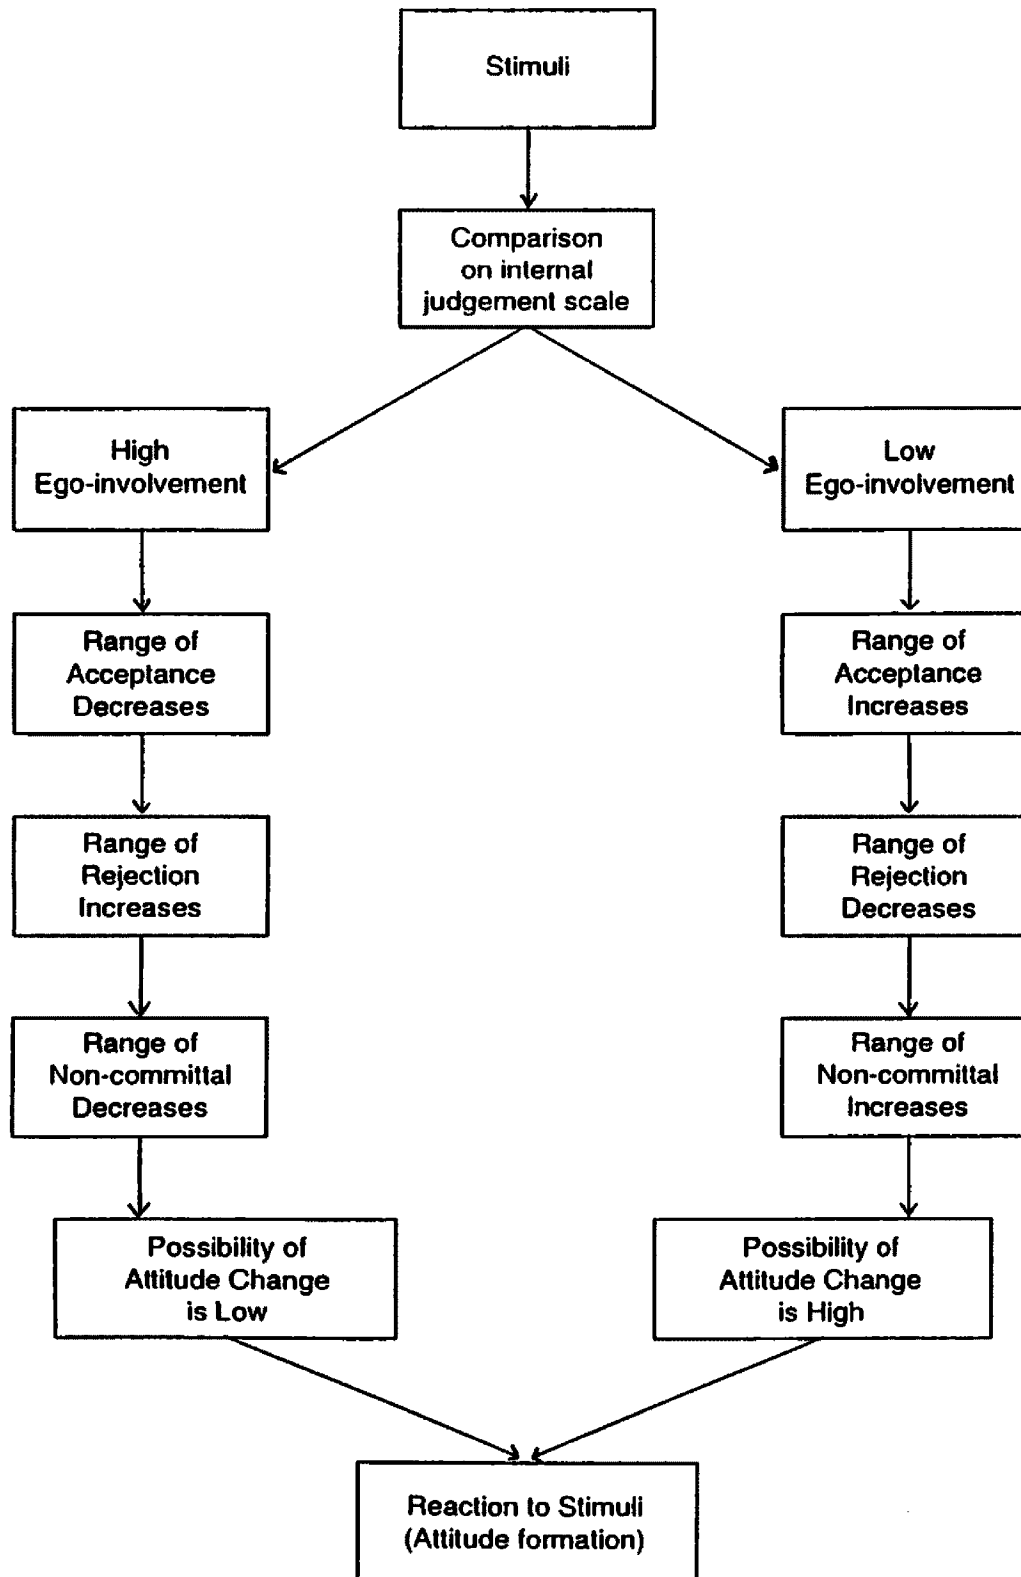 Stimuli
Comparison
on internal
judgement scale
High
Ego-involvement
Low
Ego-involvement
Range of
Acceptance
Decreases
Range of
Acceptance
Increases
Range of
Rejection
Increases
Range of
Rejection
Decreases
Range of
Non-committal
Decreases
Range of
Non-committal
Increases
Possibility of
Attitude Change
is Low
Possibility of
Attitude Change
is High
Reaction to Stimuli
(Attitude formation)